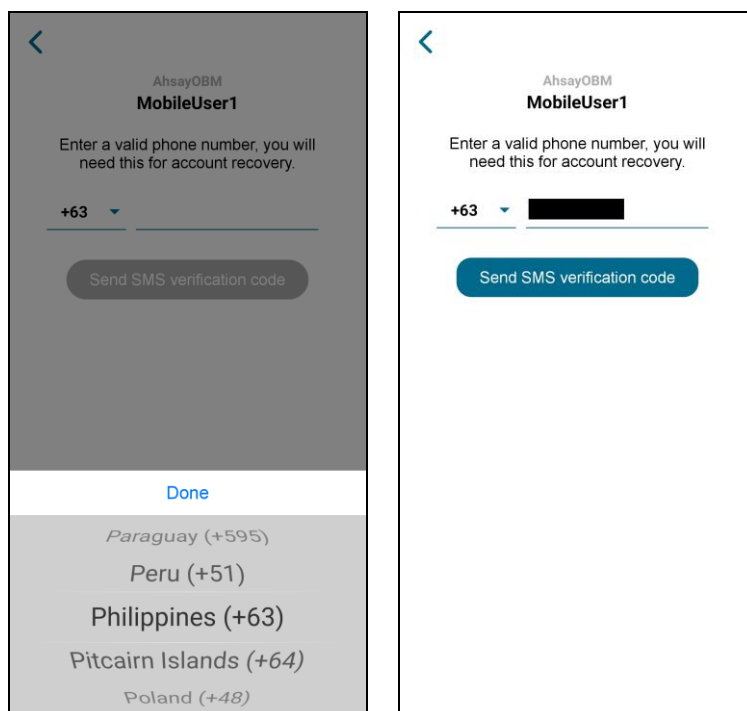 AhsayOBM
MobileUser1
Enter a valid phone number, you will
need this for account recovery.
+63
Send SMS verification code
Done
Paraguay (+595)
Peru (+51)
Philippines (+63)
Pitcairn Islands (+64)
Poland (+48)
AhsayOBM
MobileUser1
Enter a valid phone number, you will
need this for account recovery.
+63
Send SMS verification code